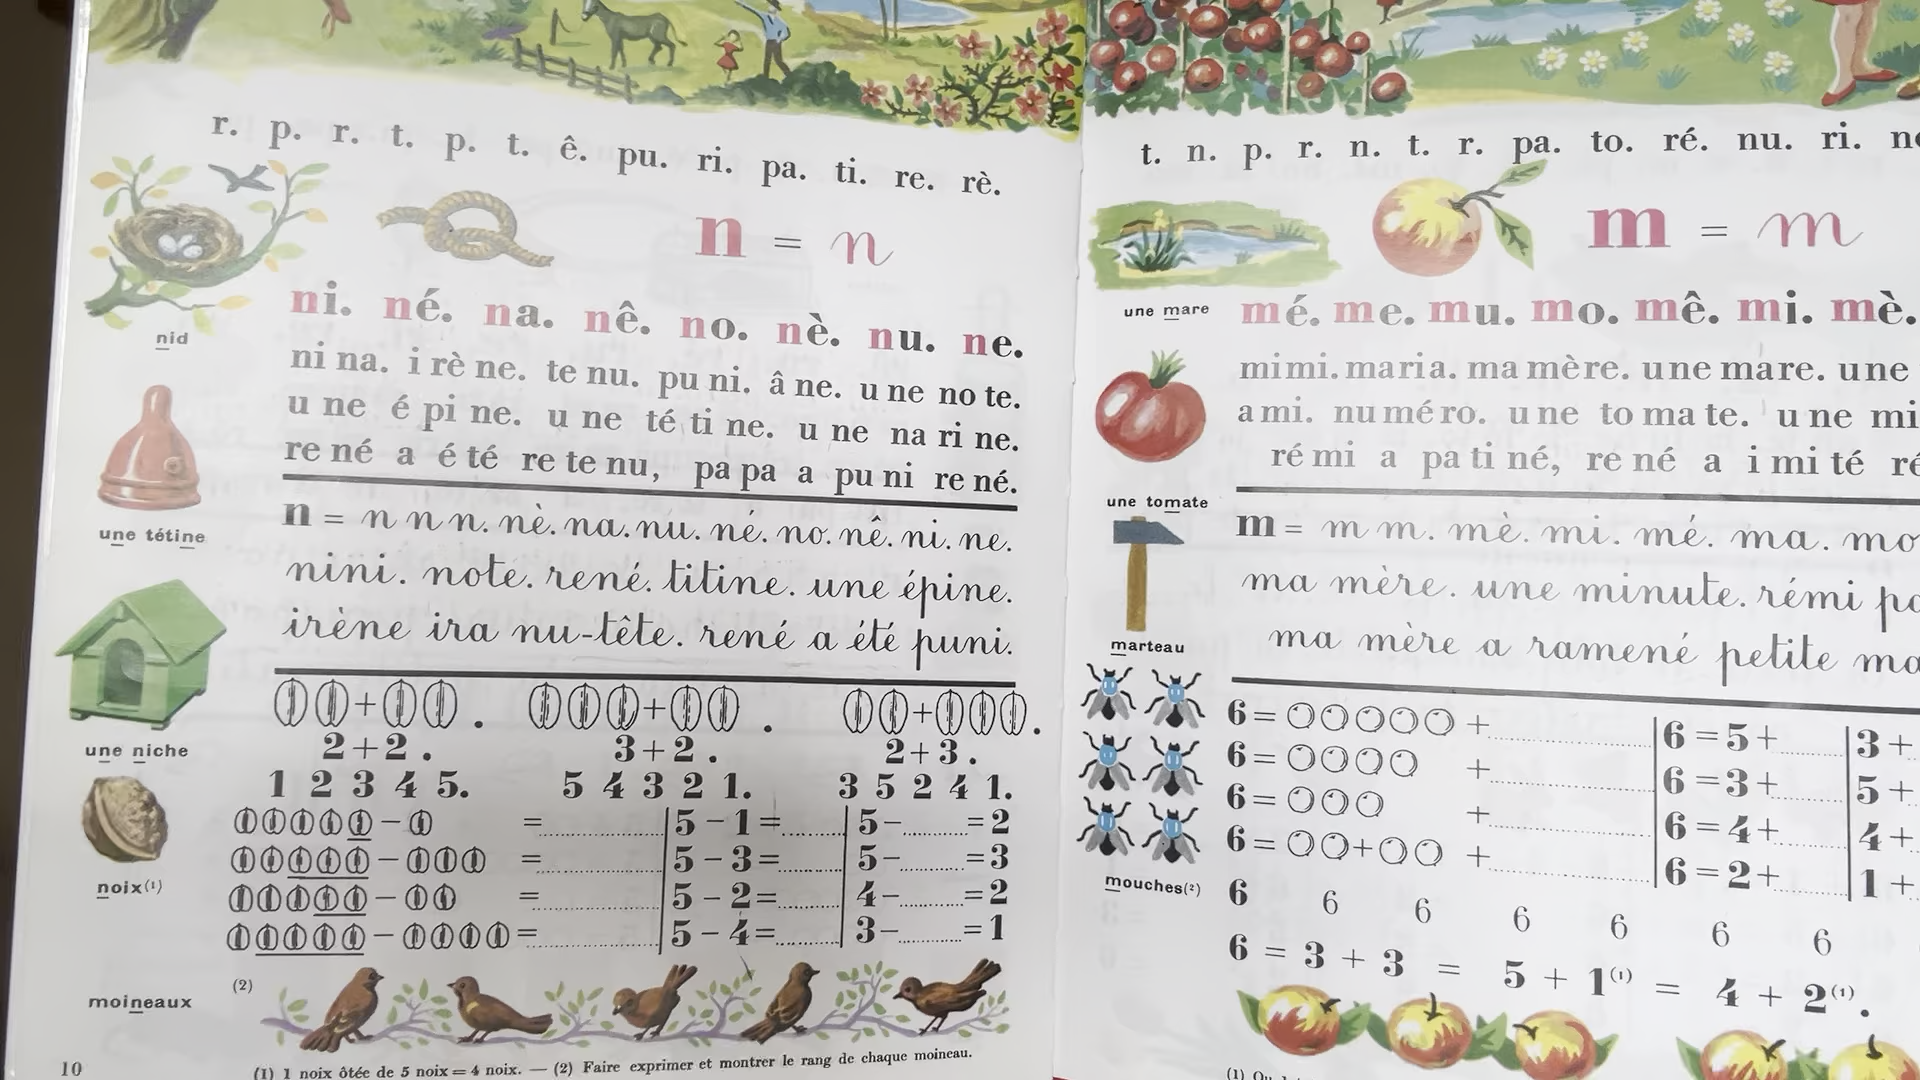 r. p. r. t. p. t. ê. pu. ri. pa. ti. re. rè.
n = n
ni. né. na. nê. no. nè. nu. ne.
nid
ni na. i rè ne. te nu. pu ni. â ne. u ne no te.
u ne é pi ne. u ne té ti ne. u ne na ri ne.
re né a é té re te nu, pa pa a pu ni re né.
une tétine
n = n n n. nè. na. nu. né. no. nê. ni. ne.
nini. note. rené. titine. une épine.
irène ira nu-tête. rené a été puni.
une niche
+ . + . + .
2 + 2 . 3 + 2 . 2 + 3 .
1 2 3 4 5. 5 4 3 2 1. 3 5 2 4 1.
noix(1)
− = 5 − 1 = 5 − = 2
− = 5 − 3 = 5 − = 3
− = 5 − 2 = 4 − = 2
− = 5 − 4 = 3 − = 1
moineaux
(2)
10
(1) 1 noix ôtée de 5 noix = 4 noix. — (2) Faire exprimer et montrer le rang de chaque moineau.
t. n. p. r. n. t. r. pa. to. ré. nu. ri.
m = m
une mare
mé. me. mu. mo. mê. mi. mè.
mimi. maria. ma mère. une mare. une
ami. numéro. u ne to ma te. u ne mi
ré mi a pa ti né, re né a i mi té ré
une tomate
m = m m. mè. mi. mé. ma. mo
ma mère. une minute. rémi
ma mère a ramené petite ma
marteau
6 = + 6 = 5 + 3 +
6 = + 6 = 3 + 5 +
6 = + 6 = 4 + 4 +
6 = + + 6 = 2 + 1 +
mouches(2)
6 6 6 6 6 6 6
6 = 3 + 3 = 5 + 1(1) = 4 + 2(1).
(1)